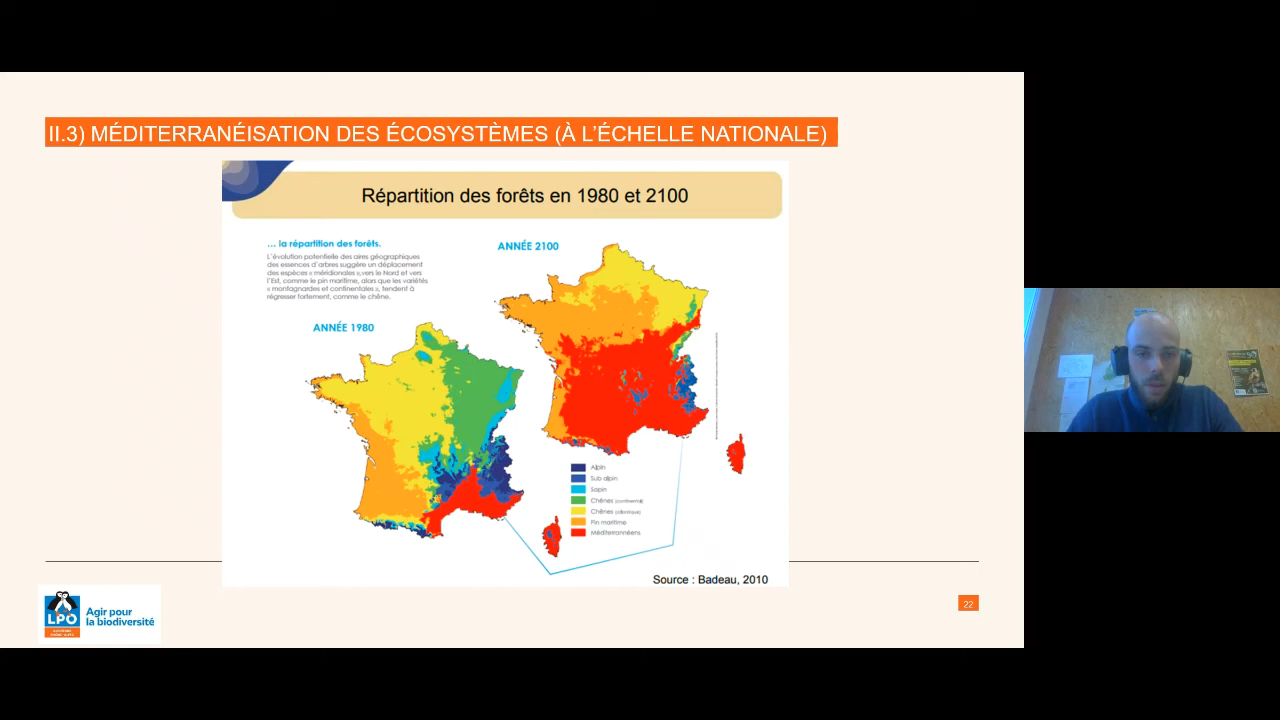 II.3) MÉDITERRANÉISATION DES ÉCOSYSTÈMES (À L'ÉCHELLE NATIONALE)
Répartition des forêts en 1980 et 2100
... la répartition des forêts.
L'évolution potentielle des aires géographiques
des essences d'arbres suggère un déplacement
des espèces « méridionales »,vers le Nord et vers
l'Est, comme le pin maritime, alors que les variétés
« montagnardes et continentales », tendent à
régresser fortement, comme le chêne.
ANNÉE 2100
ANNÉE 1980
Alpin
Sub alpin
Sapin
Chênes (continental)
Chênes (atlantique)
Pin maritime
Méditerrannéens
Source : Badeau, 2010
LPO
Agir pour
la biodiversité
22